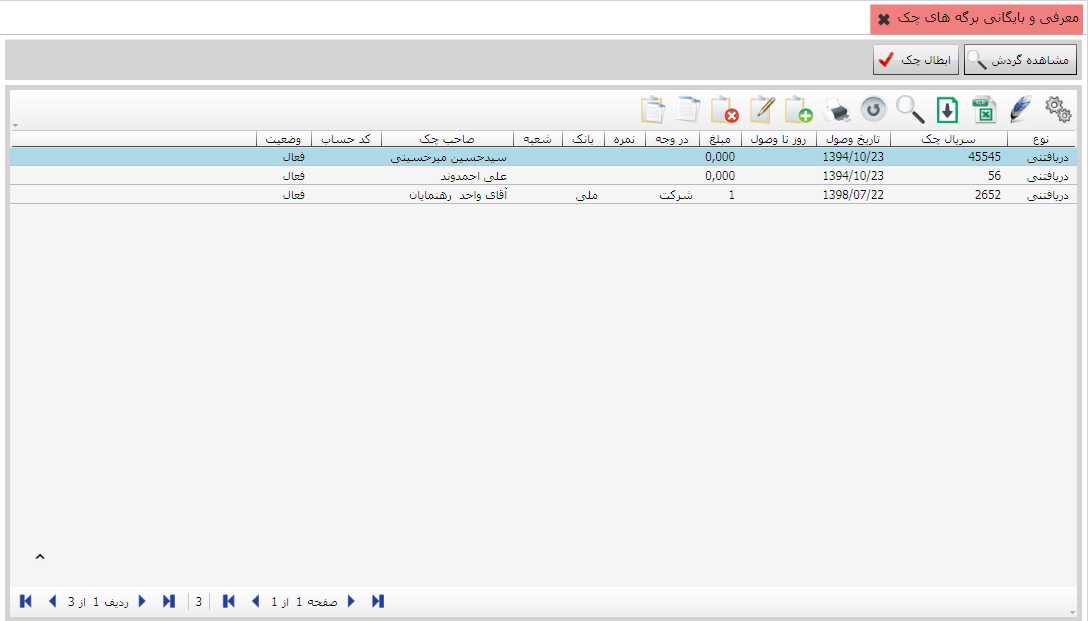 معرفی و بایگانی برگه های چک
مشاهده گردش ابطال چک
نوع سریال چک تاریخ وصول روز تا وصول مبلغ در وجه نمره بانک شعبه صاحب چک کد حساب وضعیت
دریافتنی 45545 1394/10/23 0,000 سیدحسین میرحسینی فعال
دریافتنی 56 1394/10/23 0,000 علی احمدوند فعال
دریافتنی 2652 1398/07/22 1 شرکت ملی آقای واحد رهنمایان فعال
صفحه 1 از 1 3 ردیف 1 از 3